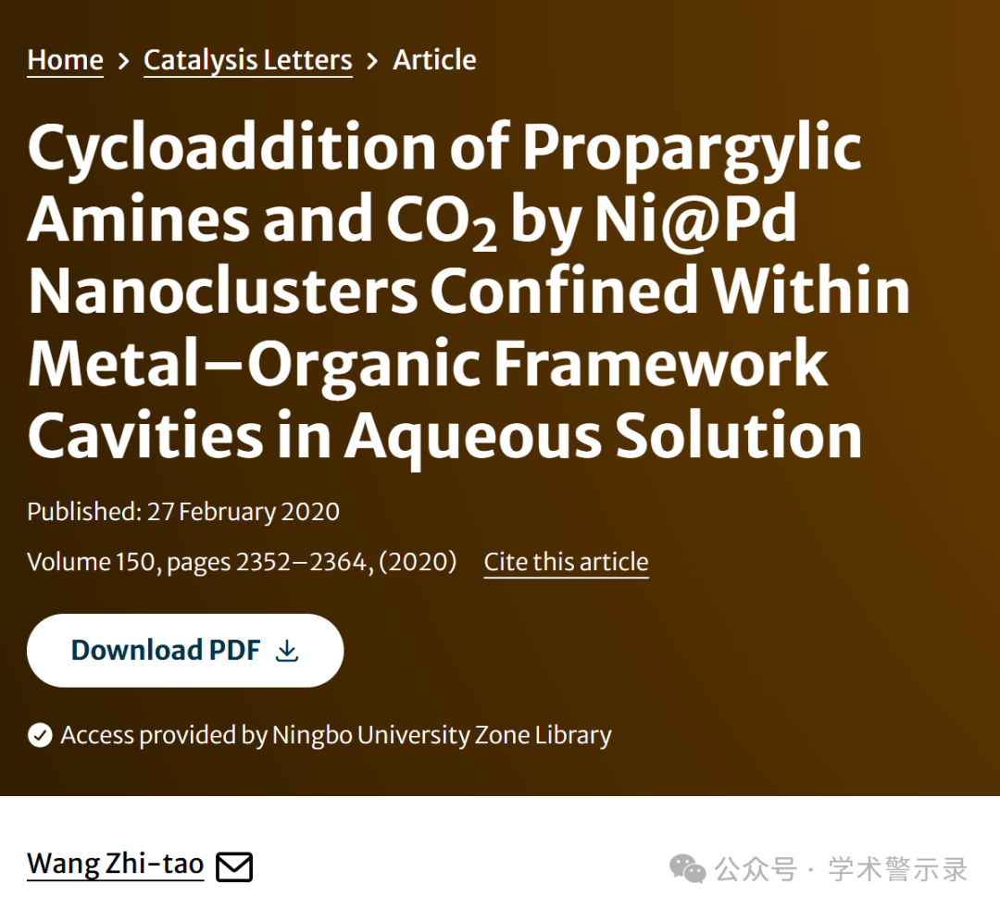 Home > Catalysis Letters > Article
Cycloaddition of Propargylic
Amines and CO₂ by Ni@Pd
Nanoclusters Confined Within
Metal–Organic Framework
Cavities in Aqueous Solution
Published: 27 February 2020
Volume 150, pages 2352–2364, (2020) Cite this article
Download PDF
Access provided by Ningbo University Zone Library
Wang Zhi-tao
公众号 · 学术警示录